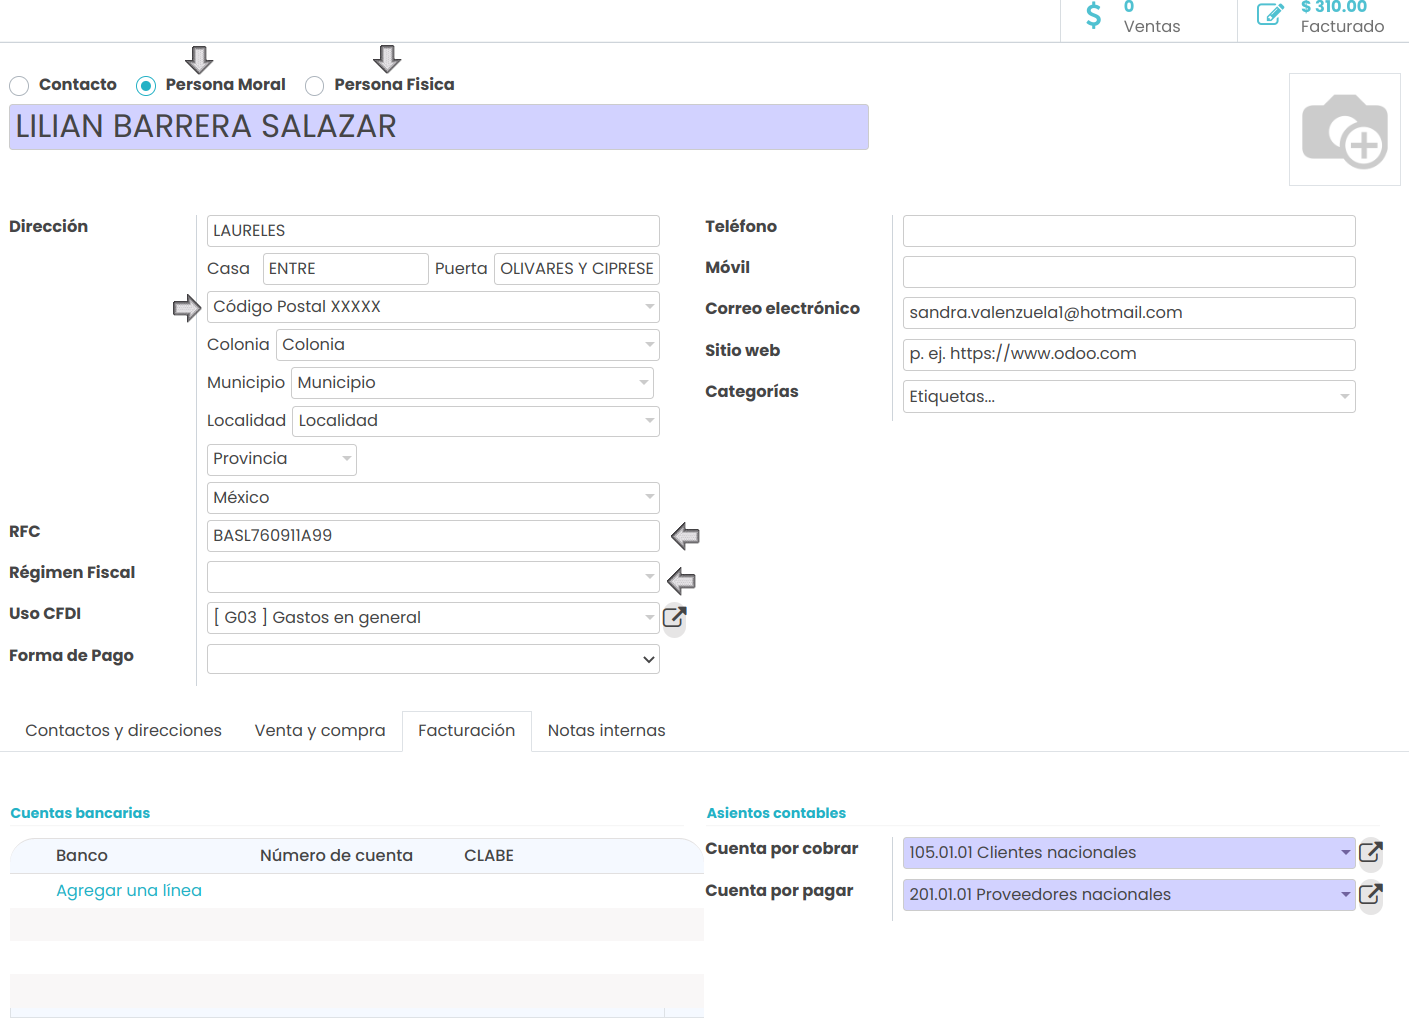 0
Ventas
$ 310.00
Facturado
Contacto Persona Moral Persona Fisica
LILIAN BARRERA SALAZAR
Dirección
LAURELES
Casa ENTRE Puerta OLIVARES Y CIPRESE
Código Postal XXXXX
Colonia Colonia
Municipio Municipio
Localidad Localidad
Provincia
México
RFC BASL760911A99
Régimen Fiscal
Uso CFDI [ G03 ] Gastos en general
Forma de Pago
Teléfono
Móvil
Correo electrónico sandra.valenzuela1@hotmail.com
Sitio web p. ej. https://www.odoo.com
Categorías Etiquetas...
Contactos y direcciones Venta y compra Facturación Notas internas
Cuentas bancarias
Banco Número de cuenta CLABE
Agregar una línea
Asientos contables
Cuenta por cobrar 105.01.01 Clientes nacionales
Cuenta por pagar 201.01.01 Proveedores nacionales